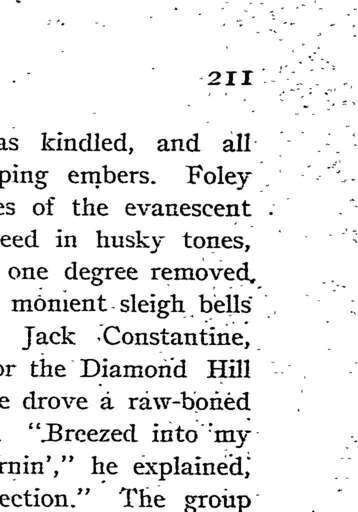 211
as kindled, and all
ping embers. Foley
es of the evanescent
eed in husky tones,
one degree removed,
moment sleigh bells
Jack Constantine,
or the Diamond Hill
e drove a raw-boned
"Breezed into my
rnin'," he explained,
ection." The group